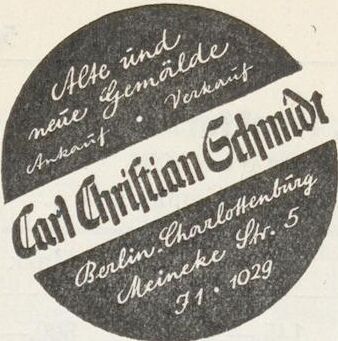 Alte und
neue Gemälde
Ankauf · Verkauf
Carl Christian Schmidt
Berlin-Charlottenburg
Meineke Str. 5
J1 · 1029